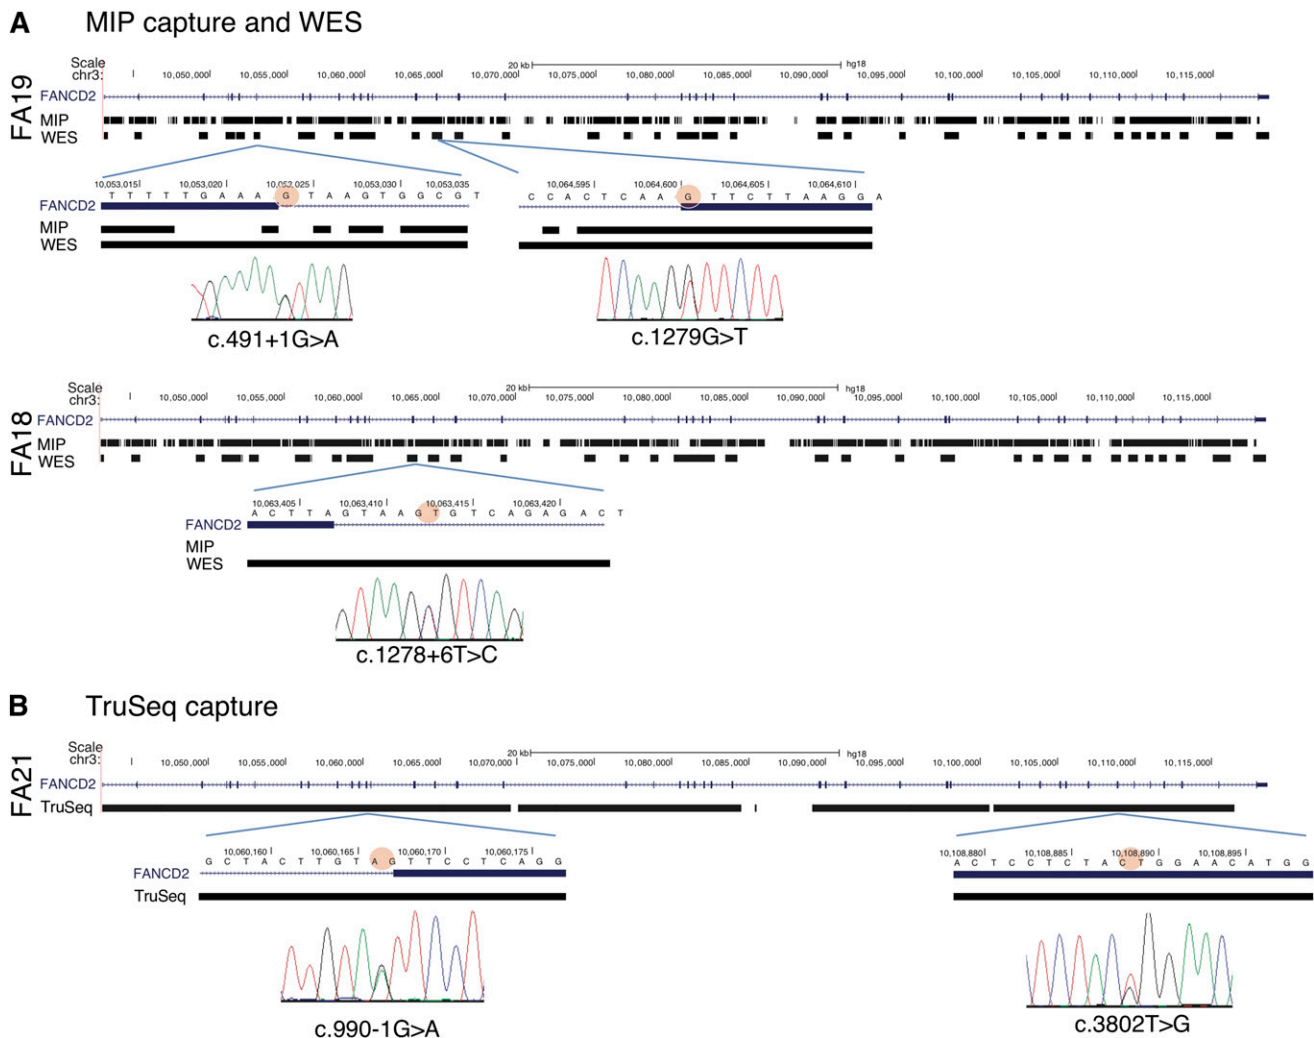 A MIP capture and WES
FA19
Scale 20 kb hg18
chr3: 10,050,000 10,055,000 10,060,000 10,065,000 10,070,000 10,075,000 10,080,000 10,085,000 10,090,000 10,095,000 10,100,000 10,105,000 10,110,000 10,115,000
FANCD2
MIP
WES
10,053,015 10,053,020 10,053,025 10,053,030 10,053,035 10,064,595 10,064,600 10,064,605 10,064,610
T T T T T G A A A G T A A G T G G C G T C C A C T C A A G T T C T T A A G G A
FANCD2
MIP
WES
c.491+1G>A c.1279G>T
FA18
Scale 20 kb hg18
chr3: 10,050,000 10,055,000 10,060,000 10,065,000 10,070,000 10,075,000 10,080,000 10,085,000 10,090,000 10,095,000 10,100,000 10,105,000 10,110,000 10,115,000
FANCD2
MIP
WES
10,063,405 10,063,410 10,063,415 10,063,420
A C T T A G T A A G T G T C A G A G A C T
FANCD2
MIP
WES
c.1278+6T>C
B TruSeq capture
FA21
Scale 20 kb hg18
chr3: 10,050,000 10,055,000 10,060,000 10,065,000 10,070,000 10,075,000 10,080,000 10,085,000 10,090,000 10,095,000 10,100,000 10,105,000 10,110,000 10,115,000
FANCD2
TruSeq
10,060,160 10,060,165 10,060,170 10,060,175 10,108,880 10,108,885 10,108,890 10,108,895
G C T A C T T G T A G T T C C T C A G G A C T C C T C T A C T G G A A C A T G G
FANCD2
TruSeq
c.990-1G>A c.3802T>G